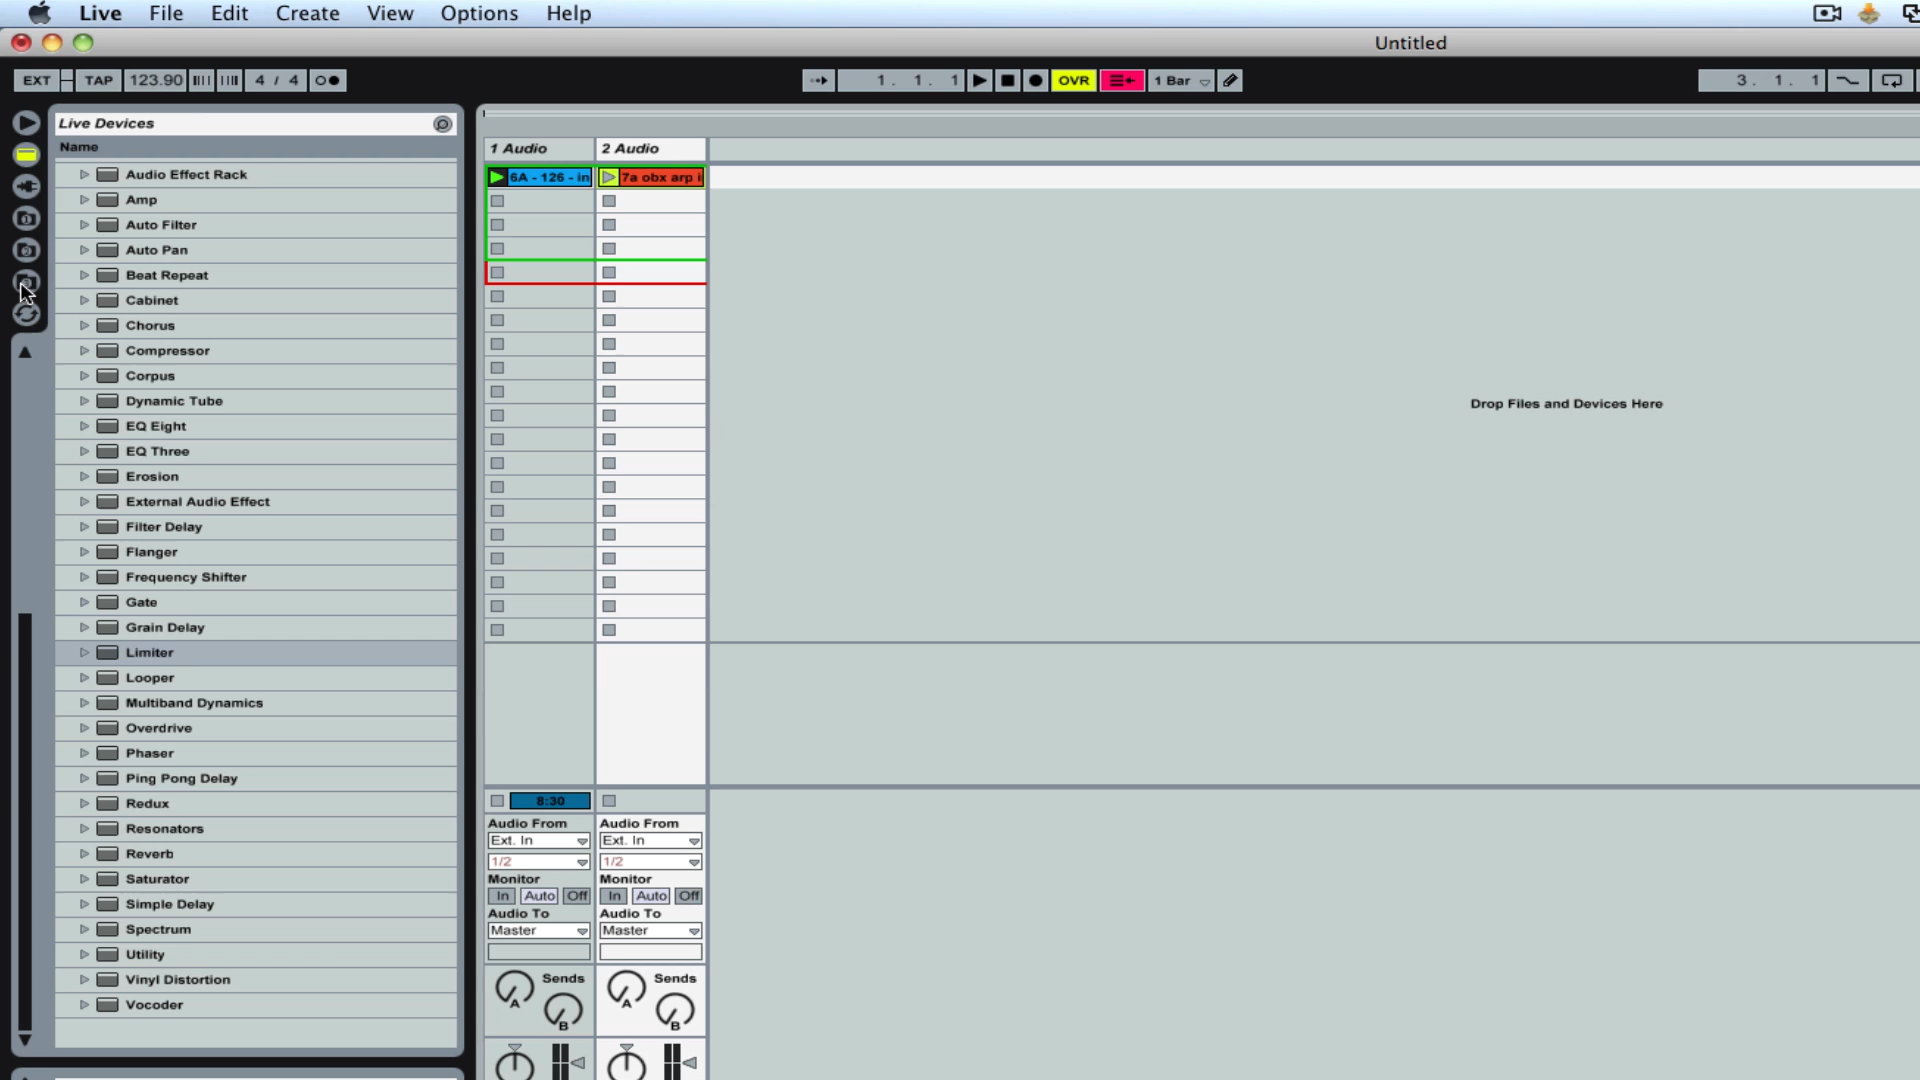 Live File Edit Create View Options Help
Untitled
EXT TAP 123.90 4 / 4 1. 1. 1 OVR 1 Bar 3. 1. 1
Live Devices
Name
Audio Effect Rack
Amp
Auto Filter
Auto Pan
Beat Repeat
Cabinet
Chorus
Compressor
Corpus
Dynamic Tube
EQ Eight
EQ Three
Erosion
External Audio Effect
Filter Delay
Flanger
Frequency Shifter
Gate
Grain Delay
Limiter
Looper
Multiband Dynamics
Overdrive
Phaser
Ping Pong Delay
Redux
Resonators
Reverb
Saturator
Simple Delay
Spectrum
Utility
Vinyl Distortion
Vocoder
1 Audio 2 Audio
6A - 126 - in 7a obx arp i
Drop Files and Devices Here
8:30
Audio From Audio From
Ext. In Ext. In
1/2 1/2
Monitor Monitor
In Auto Off In Auto Off
Audio To Audio To
Master Master
Sends Sends
A A
B B